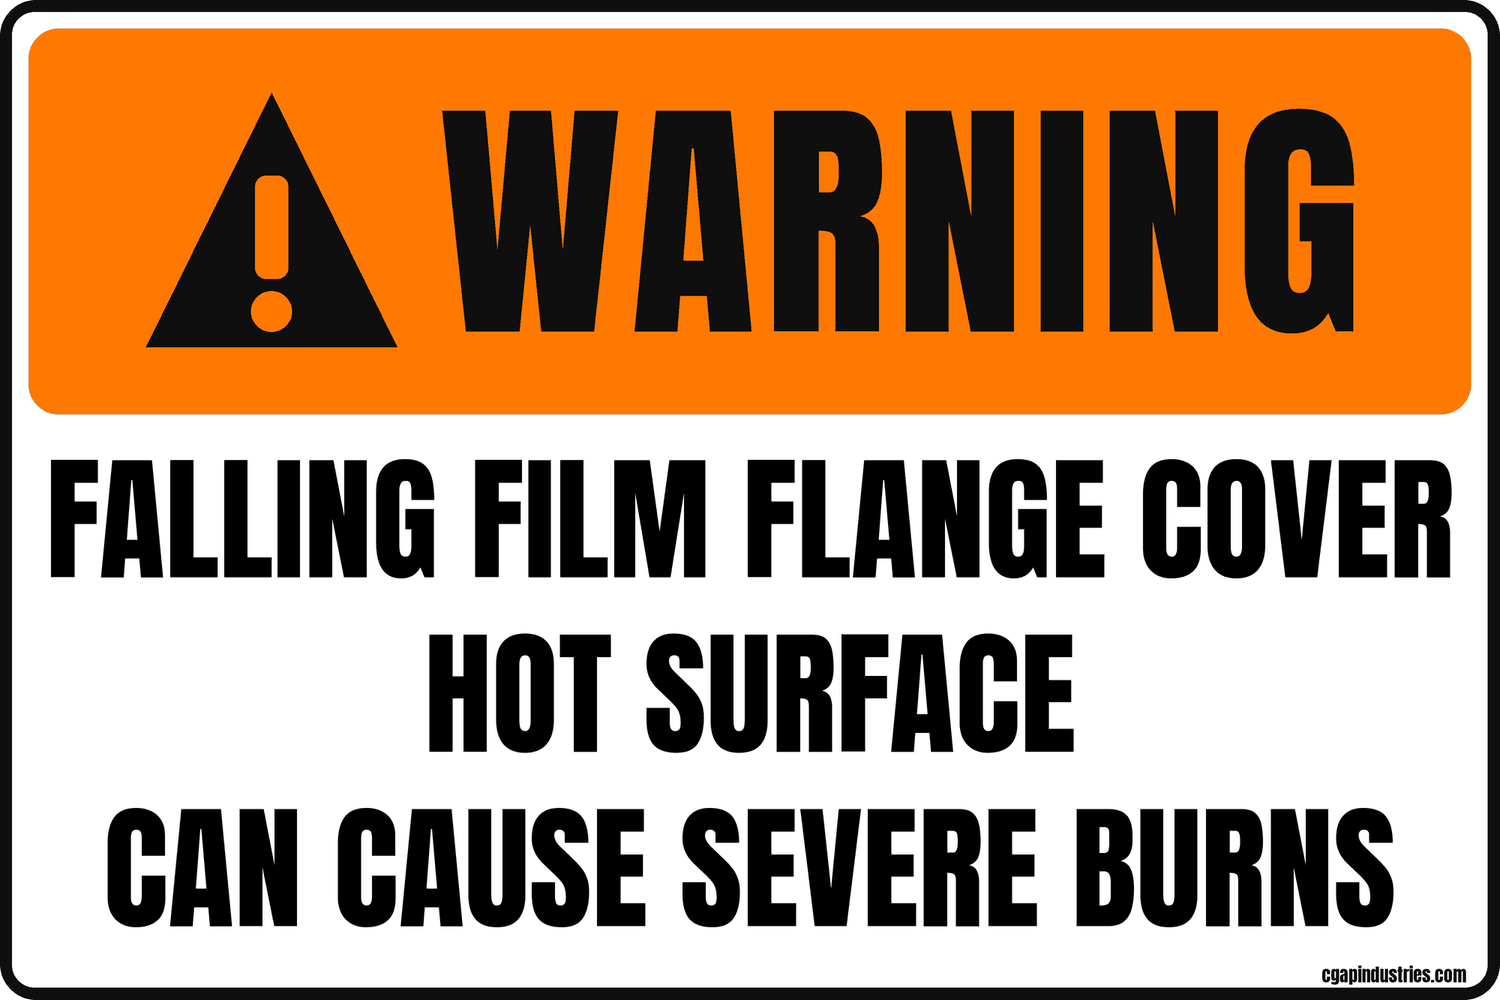 WARNING
FALLING FILM FLANGE COVER
HOT SURFACE
CAN CAUSE SEVERE BURNS
cgapindustries.com